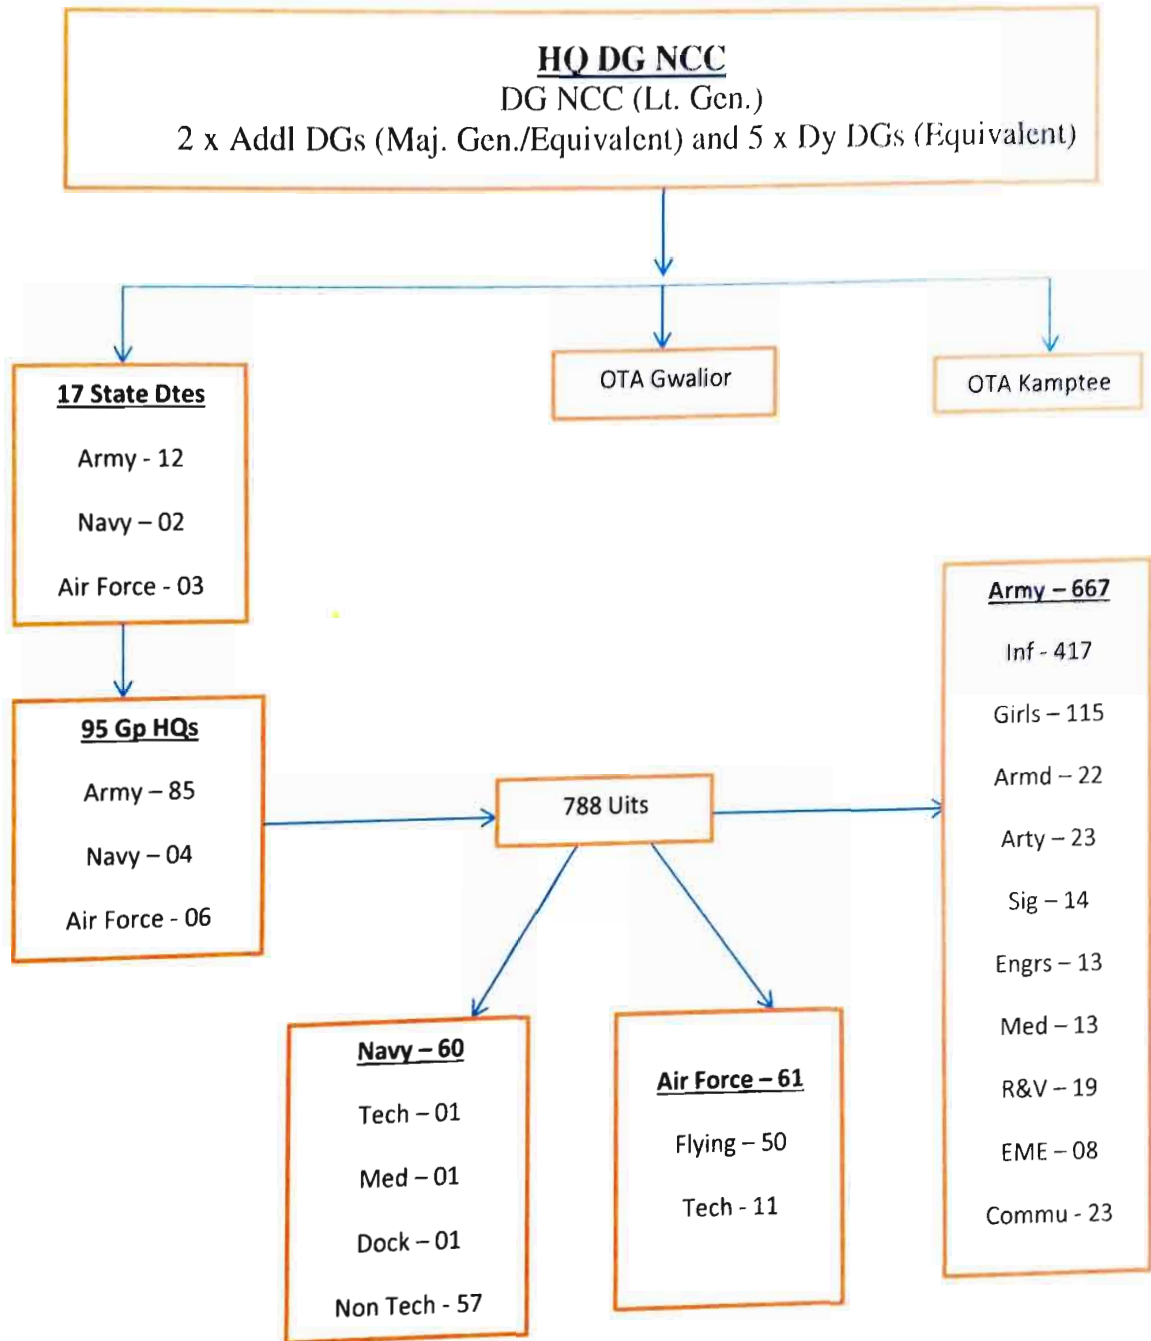 HQ DG NCC
DG NCC (Lt. Gen.)
2 x Addl DGs (Maj. Gen./Equivalent) and 5 x Dy DGs (Equivalent)
17 State Dtes
Army - 12
Navy – 02
Air Force - 03
OTA Gwalior
OTA Kamptee
95 Gp HQs
Army – 85
Navy – 04
Air Force - 06
788 Uits
Navy – 60
Tech – 01
Med – 01
Dock – 01
Non Tech - 57
Air Force – 61
Flying – 50
Tech - 11
Army – 667
Inf - 417
Girls – 115
Armd – 22
Arty – 23
Sig – 14
Engrs – 13
Med – 13
R&V – 19
EME – 08
Commu - 23